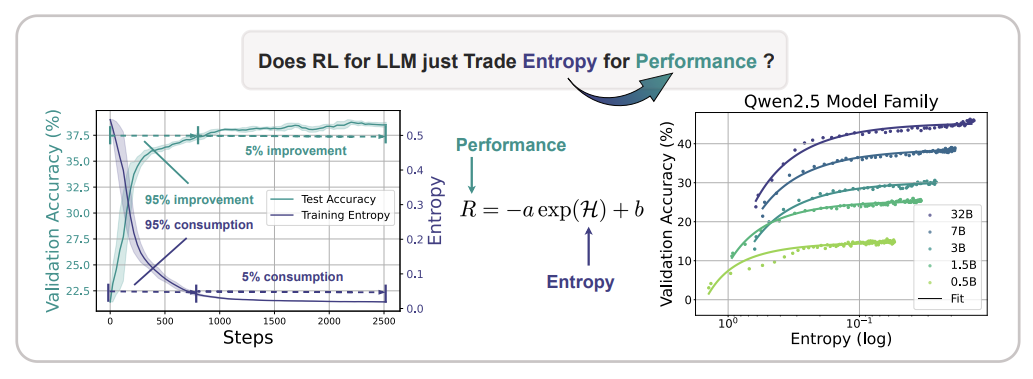 Does RL for LLM just Trade Entropy for Performance ?
Validation Accuracy (%)
37.5
35.0
32.5
30.0
27.5
25.0
22.5
0
500
1000
1500
2000
2500
Steps
0.5
0.4
0.3
0.2
0.1
0.0
Entropy
5% improvement
95% improvement
95% consumption
5% consumption
Test Accuracy
Training Entropy
Performance
R = −a exp(ℋ) + b
Entropy
Qwen2.5 Model Family
Validation Accuracy (%)
40
30
20
10
0
10⁰
10⁻¹
Entropy (log)
32B
7B
3B
1.5B
0.5B
Fit